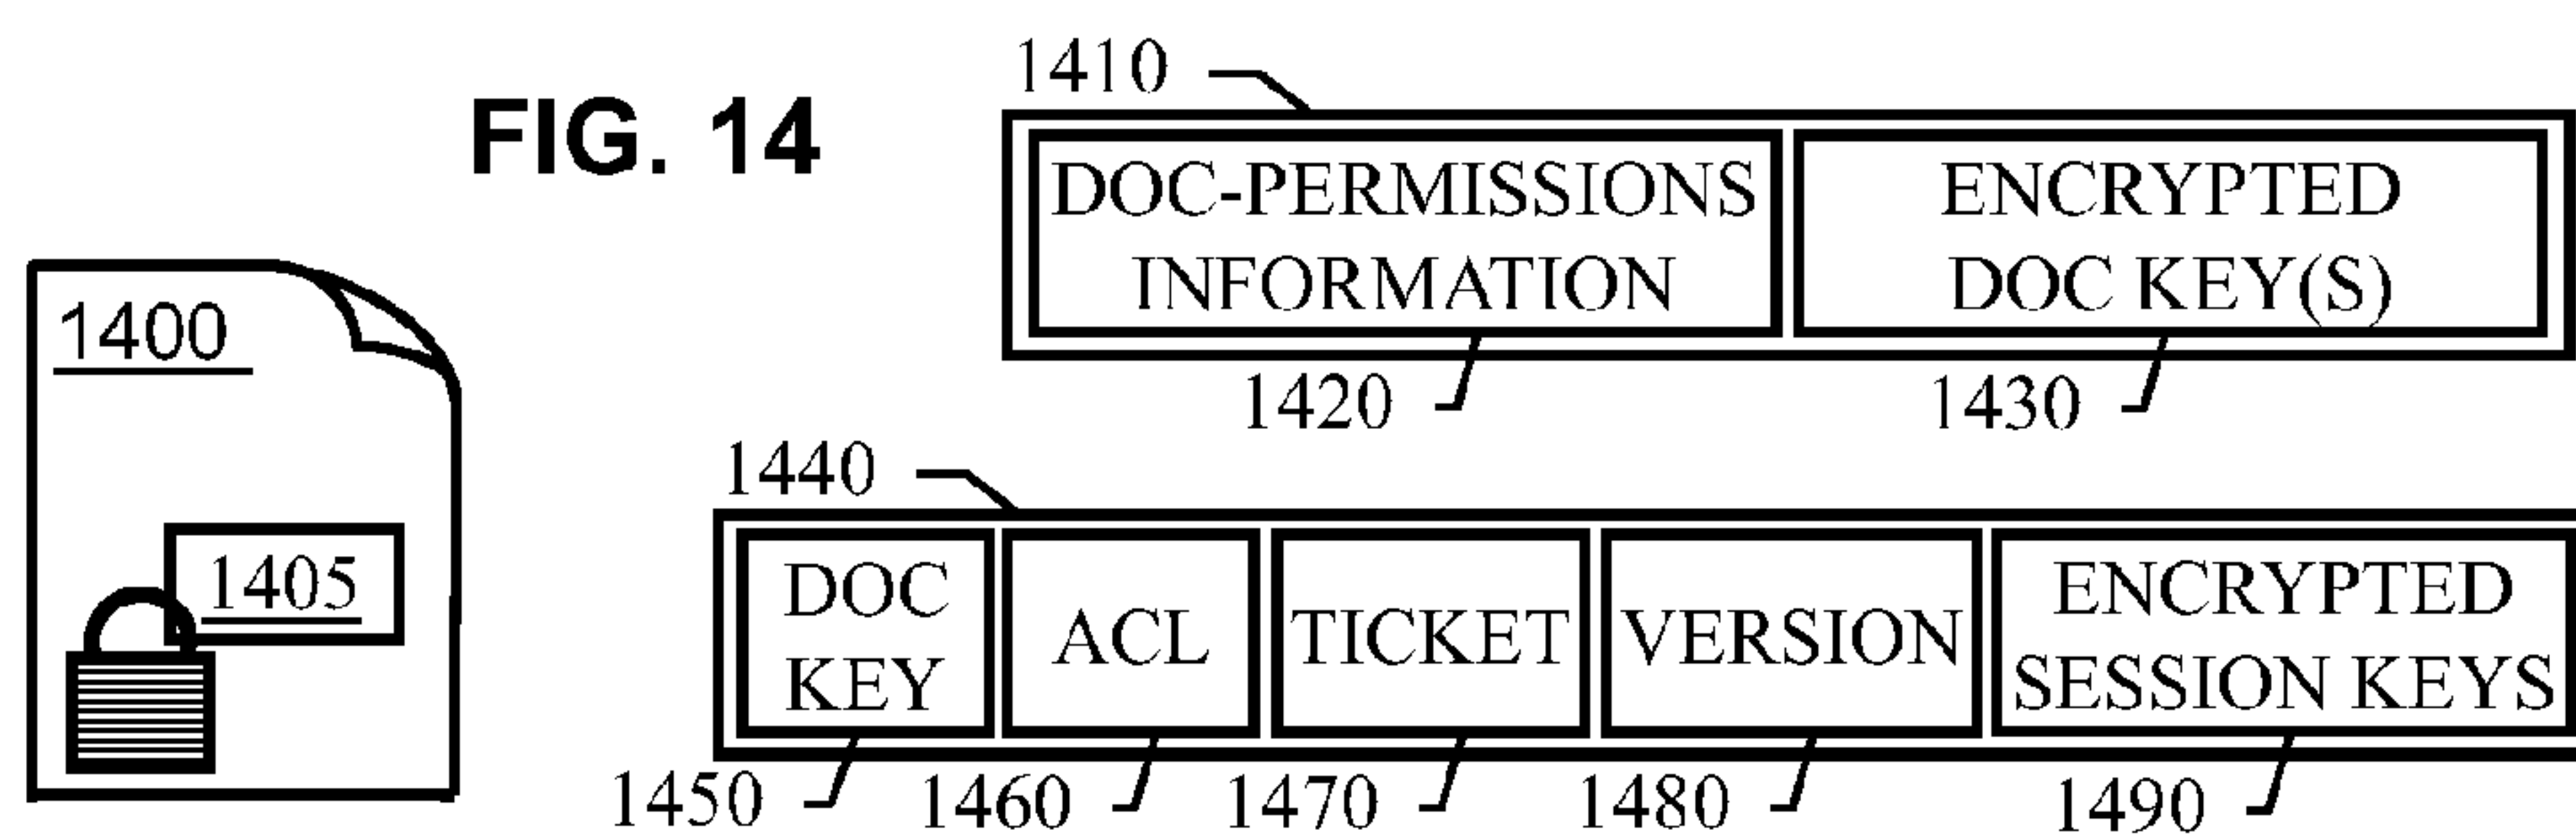 FIG. 14
1400
1405
1410
DOC-PERMISSIONS
INFORMATION
ENCRYPTED
DOC KEY(S)
1420
1430
1440
DOC
KEY
ACL
TICKET
VERSION
ENCRYPTED
SESSION KEYS
1450
1460
1470
1480
1490